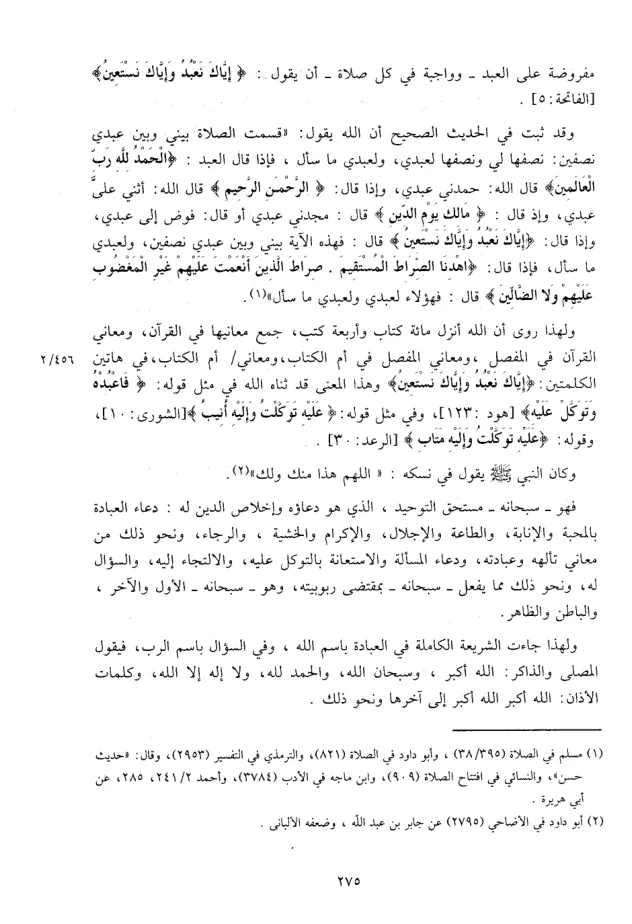 مفروضة على العبد ـ وواجبة في كل صلاة ـ أن يقول : ﴿ إِيَّاكَ نَعْبُدُ وَإِيَّاكَ نَسْتَعِينُ﴾
[الفاتحة:٥] .
وقد ثبت في الحديث الصحيح أن الله يقول: «قسمت الصلاة بيني وبين عبدي
نصفين: نصفها لي ونصفها لعبدي، ولعبدي ما سأل ، فإذا قال العبد : ﴿الْحَمْدُ لِلَّهِ رَبِّ
الْعَالَمِينَ﴾ قال الله: حمدني عبدي، وإذا قال: ﴿ الرَّحْمَنِ الرَّحِيمِ ﴾ قال الله: أثني علىَّ
عبدي، وإذ قال : ﴿ مَالِكِ يَوْمِ الدِّينِ ﴾ قال : مجدني عبدي أو قال: فوض إلى عبدي،
وإذا قال: ﴿إِيَّاكَ نَعْبُدُ وَإِيَّاكَ نَسْتَعِينُ﴾ قال : فهذه الآية بيني وبين عبدي نصفين، ولعبدي
ما سأل، فإذا قال: ﴿اهْدِنَا الصِّرَاطَ الْمُسْتَقِيمَ . صِرَاطَ الَّذِينَ أَنْعَمْتَ عَلَيْهِمْ غَيْرِ الْمَغْضُوبِ
عَلَيْهِمْ وَلا الضَّالِّينَ ﴾ قال : فهؤلاء لعبدي ولعبدي ما سأل»(١).
ولهذا روى أن الله أنزل مائة كتاب وأربعة كتب، جمع معانيها في القرآن، ومعاني
القرآن في المفصل ،ومعاني المفصل في أم الكتاب،ومعاني/ أم الكتاب،في هاتين ٢/٤٥٦
الكلمتين:﴿إِيَّاكَ نَعْبُدُ وَإِيَّاكَ نَسْتَعِينُ﴾ وهذا المعنى قد ثناه الله في مثل قوله: ﴿ فَاعْبُدْهُ
وَتَوَكَّلْ عَلَيْهِ﴾ [هود :١٢٣]، وفي مثل قوله: ﴿ عَلَيْهِ تَوَكَّلْتُ وَإِلَيْهِ أُنِيبُ ﴾[الشورى:١٠]،
وقوله: ﴿عَلَيْهِ تَوَكَّلْتُ وَإِلَيْهِ مَتَابِ ﴾ [الرعد:٣٠] .
وكان النبي ﷺ يقول في نسكه : « اللهم هذا منك ولك»(٢).
فهو ـ سبحانه ـ مستحق التوحيد ، الذي هو دعاؤه وإخلاص الدين له : دعاء العبادة
بالمحبة والإنابة، والطاعة والإجلال، والإكرام والخشية ، والرجاء، ونحو ذلك من
معاني تألهه وعبادته، ودعاء المسألة والاستعانة بالتوكل عليه، والالتجاء إليه، والسؤال
له، ونحو ذلك مما يفعل ـ سبحانه ـ بمقتضى ربوبيته، وهو ـ سبحانه ـ الأول والآخر ،
والباطن والظاهر.
ولهذا جاءت الشريعة الكاملة في العبادة باسم الله ، وفي السؤال باسم الرب، فيقول
المصلى والذاكر: الله أكبر ، وسبحان الله، والحمد لله، ولا إله إلا الله، وكلمات
الأذان: الله أكبر الله أكبر إلى آخرها ونحو ذلك .
(١) مسلم في الصلاة (٣٨/٣٩٥) ، وأبو داود في الصلاة (٨٢١)، والترمذي في التفسير (٢٩٥٣)، وقال: «حديث
حسن»، والنسائي في افتتاح الصلاة (٩٠٩)، وابن ماجه في الأدب (٣٧٨٤)، وأحمد ٢٤١/٢، ٢٨٥، عن
أبي هريرة .
(٢) أبو داود في الأضاحي (٢٧٩٥) عن جابر بن عبد اللّه ، وضعفه الألبانى .
٢٧٥